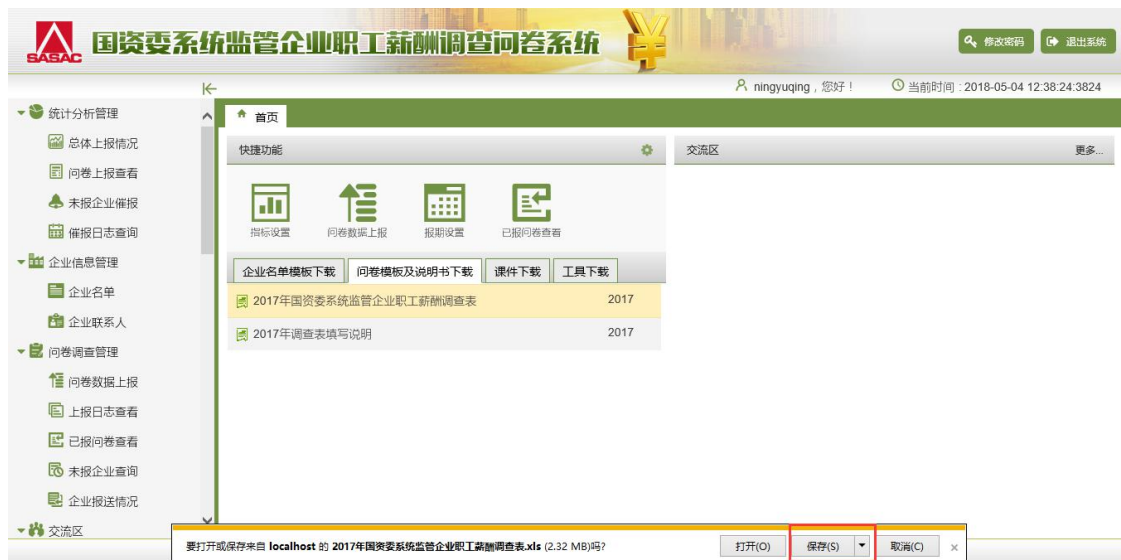 SASAC
国资委系统监管企业职工薪酬调查问卷系统
修改密码
退出系统
ningyuqing，您好！
当前时间：2018-05-04 12:38:24:3824
统计分析管理
总体上报情况
问卷上报查看
未报企业催报
催报日志查询
企业信息管理
企业名单
企业联系人
问卷调查管理
问卷数据上报
上报日志查看
已报问卷查看
未报企业查询
企业报送情况
交流区
首页
快捷功能
指标设置
问卷数据上报
报期设置
已报问卷查看
企业名单模板下载
问卷模板及说明书下载
课件下载
工具下载
2017年国资委系统监管企业职工薪酬调查表 2017
2017年调查表填写说明 2017
交流区
更多...
要打开或保存来自 localhost 的 2017年国资委系统监管企业职工薪酬调查表.xls (2.32 MB)吗?
打开(O)
保存(S)
取消(C)